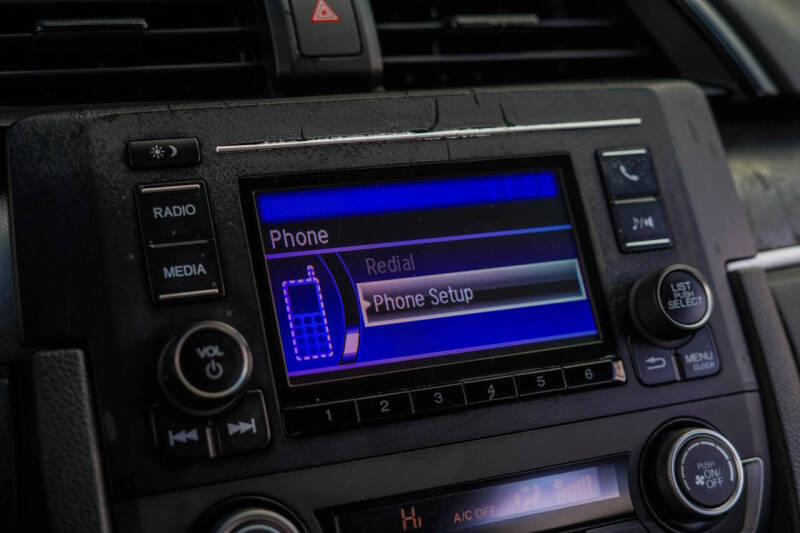 RADIO
MEDIA
VOL
Phone
Redial
Phone Setup
1 2 3 4 5 6
LIST
PUSH
SELECT
MENU
CLOCK
PUSH
ON/
OFF
Hi
A/C OFF